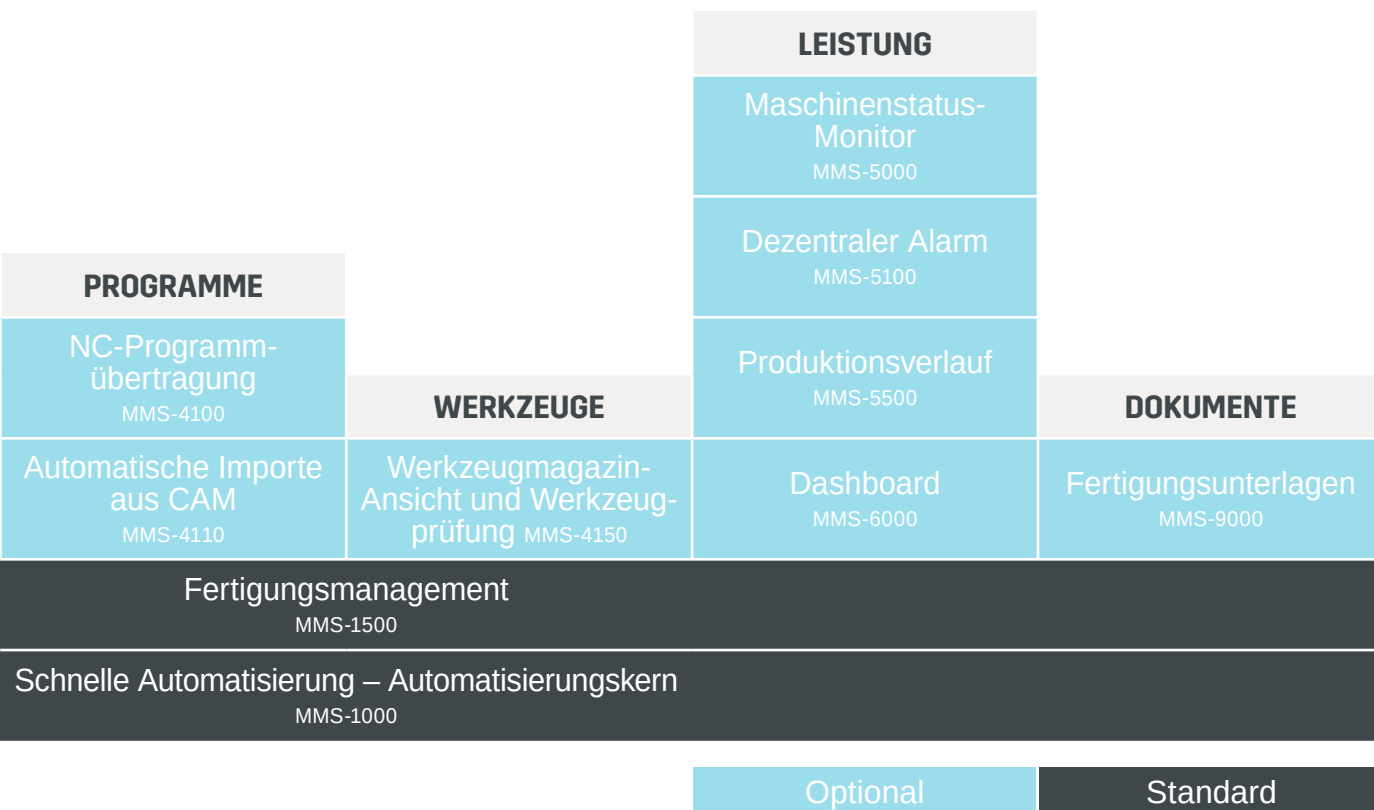 LEISTUNG
Maschinenstatus-
Monitor
MMS-5000
Dezentraler Alarm
MMS-5100
PROGRAMME
NC-Programm-
übertragung
MMS-4100
Produktionsverlauf
MMS-5500
WERKZEUGE
DOKUMENTE
Automatische Importe
aus CAM
MMS-4110
Werkzeugmagazin-
Ansicht und Werkzeug-
prüfung MMS-4150
Dashboard
MMS-6000
Fertigungsunterlagen
MMS-9000
Fertigungsmanagement
MMS-1500
Schnelle Automatisierung – Automatisierungskern
MMS-1000
Optional
Standard